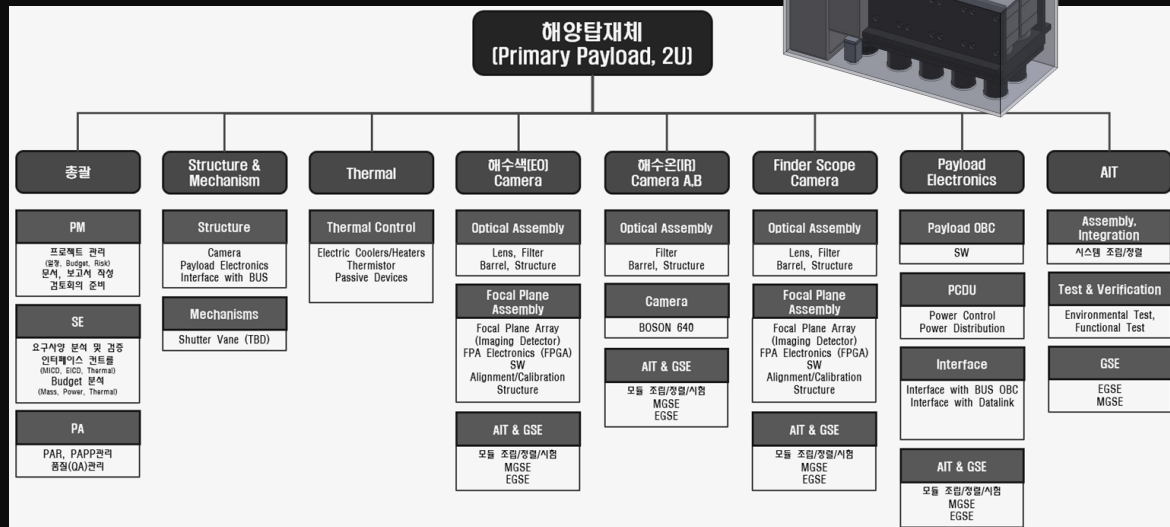 해양탑재체
(Primary Payload, 2U)
총괄
PM
프로젝트 관리
(일정, Budget, Risk)
문서, 보고서 작성
검토회의 준비
SE
요구사양 분석 및 검증
인터페이스 컨트롤
(MICD, EICD, Thermal)
Budget 분석
(Mass, Power, Thermal)
PA
PAR, PAPP관리
품질(QA)관리
Structure &
Mechanism
Structure
Camera
Payload Electronics
Interface with BUS
Mechanisms
Shutter Vane (TBD)
Thermal
Thermal Control
Electric Coolers/Heaters
Thermistor
Passive Devices
해수색(EO)
Camera
Optical Assembly
Lens, Filter
Barrel, Structure
Focal Plane
Assembly
Focal Plane Array
(Imaging Detector)
FPA Electronics (FPGA)
SW
Alignment/Calibration
Structure
AIT & GSE
모듈 조립/정렬/시험
MGSE
EGSE
해수온(IR)
Camera A,B
Optical Assembly
Filter
Barrel, Structure
Camera
BOSON 640
AIT & GSE
모듈 조립/정렬/시험
MGSE
EGSE
Finder Scope
Camera
Optical Assembly
Lens, Filter
Barrel, Structure
Focal Plane
Assembly
Focal Plane Array
(Imaging Detector)
FPA Electronics (FPGA)
SW
Alignment/Calibration
Structure
AIT & GSE
모듈 조립/정렬/시험
MGSE
EGSE
Payload
Electronics
Payload OBC
SW
PCDU
Power Control
Power Distribution
Interface
Interface with BUS OBC
Interface with Datalink
AIT & GSE
모듈 조립/정렬/시험
MGSE
EGSE
AIT
Assembly,
Integration
시스템 조립/정렬
Test & Verification
Environmental Test,
Functional Test
GSE
EGSE
MGSE